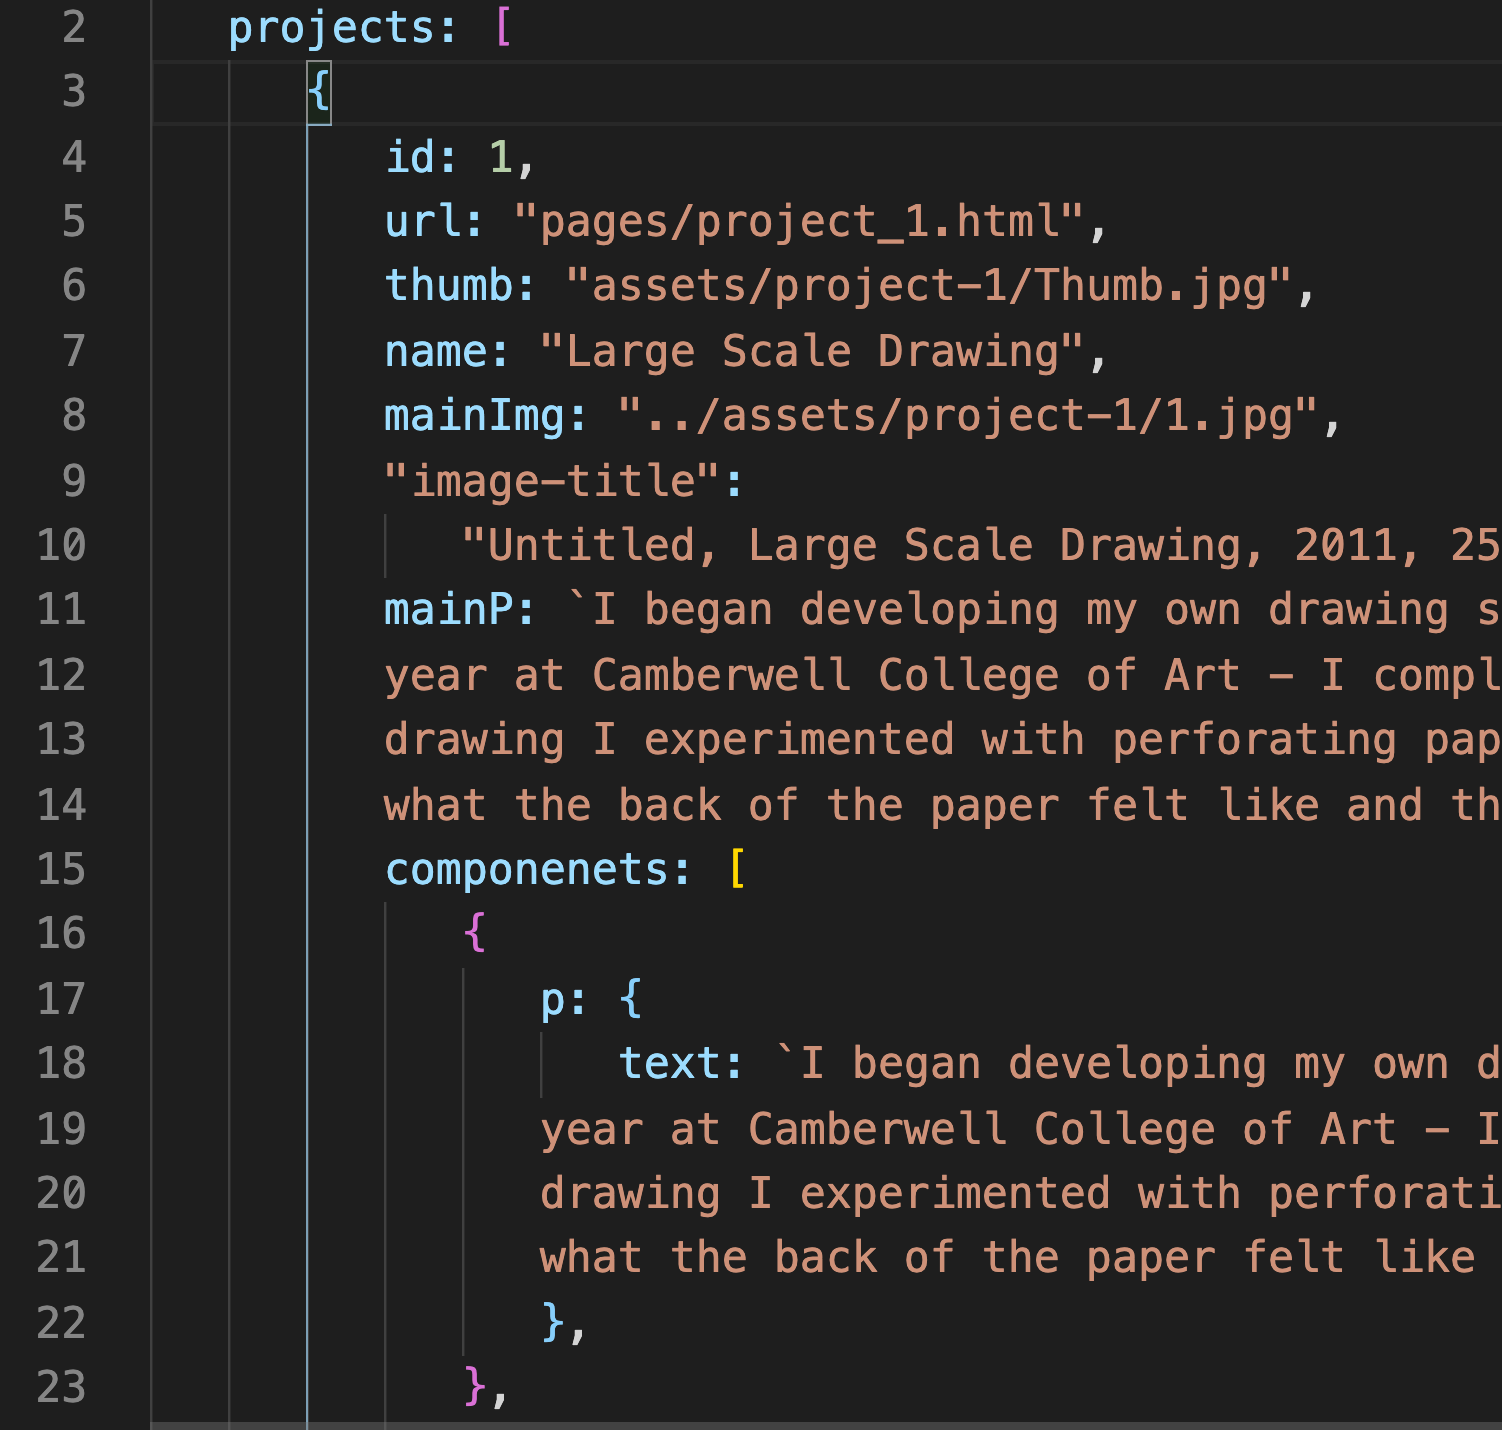 2 projects: [
3 {
4 id: 1,
5 url: "pages/project_1.html",
6 thumb: "assets/project-1/Thumb.jpg",
7 name: "Large Scale Drawing",
8 mainImg: "../assets/project-1/1.jpg",
9 "image-title":
10 "Untitled, Large Scale Drawing, 2011, 25
11 mainP: `I began developing my own drawing s
12 year at Camberwell College of Art - I compl
13 drawing I experimented with perforating pap
14 what the back of the paper felt like and th
15 componenets: [
16 {
17 p: {
18 text: `I began developing my own d
19 year at Camberwell College of Art - I
20 drawing I experimented with perforati
21 what the back of the paper felt like
22 },
23 },